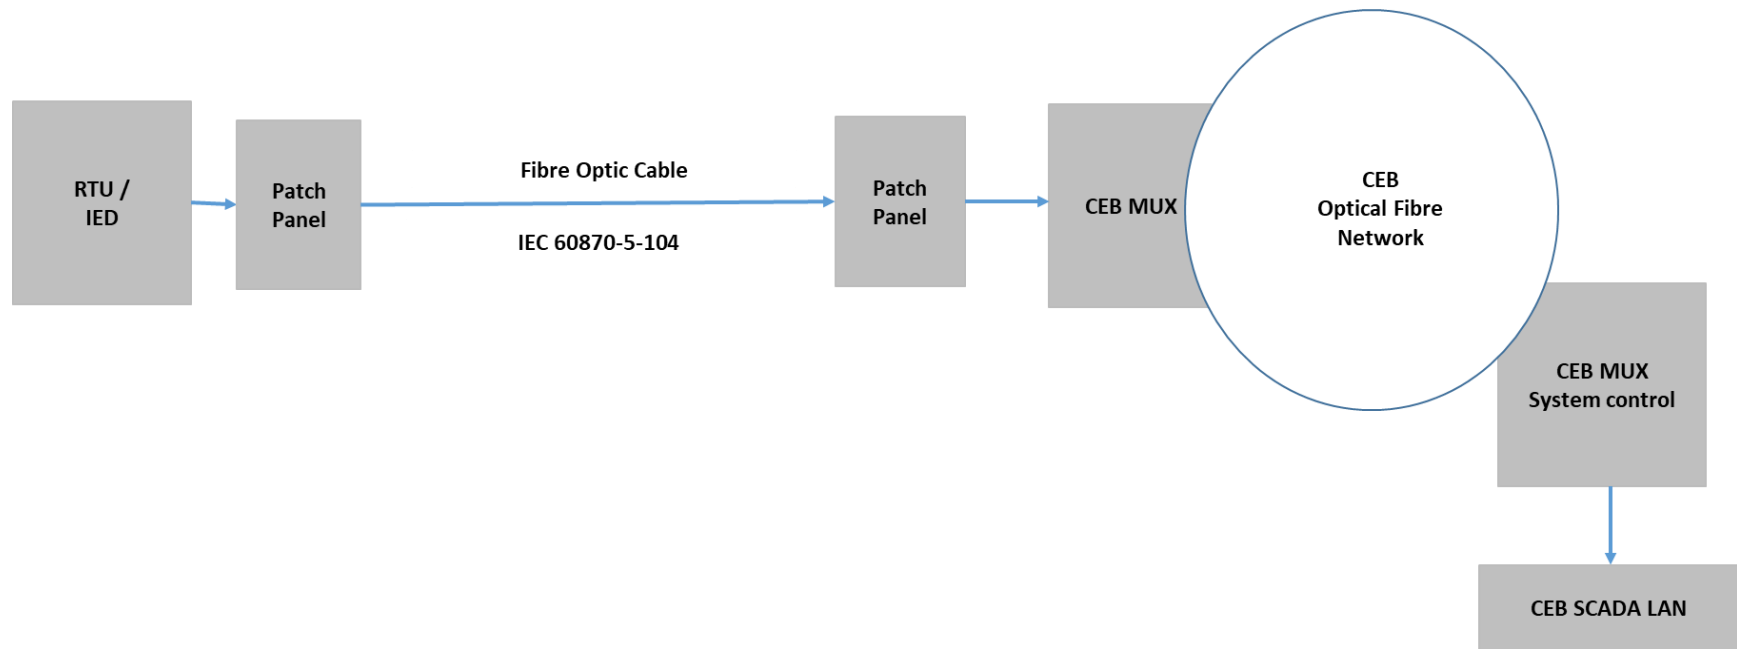 RTU /
IED
Patch
Panel
Fibre Optic Cable
IEC 60870-5-104
Patch
Panel
CEB MUX
CEB
Optical Fibre
Network
CEB MUX
System control
CEB SCADA LAN